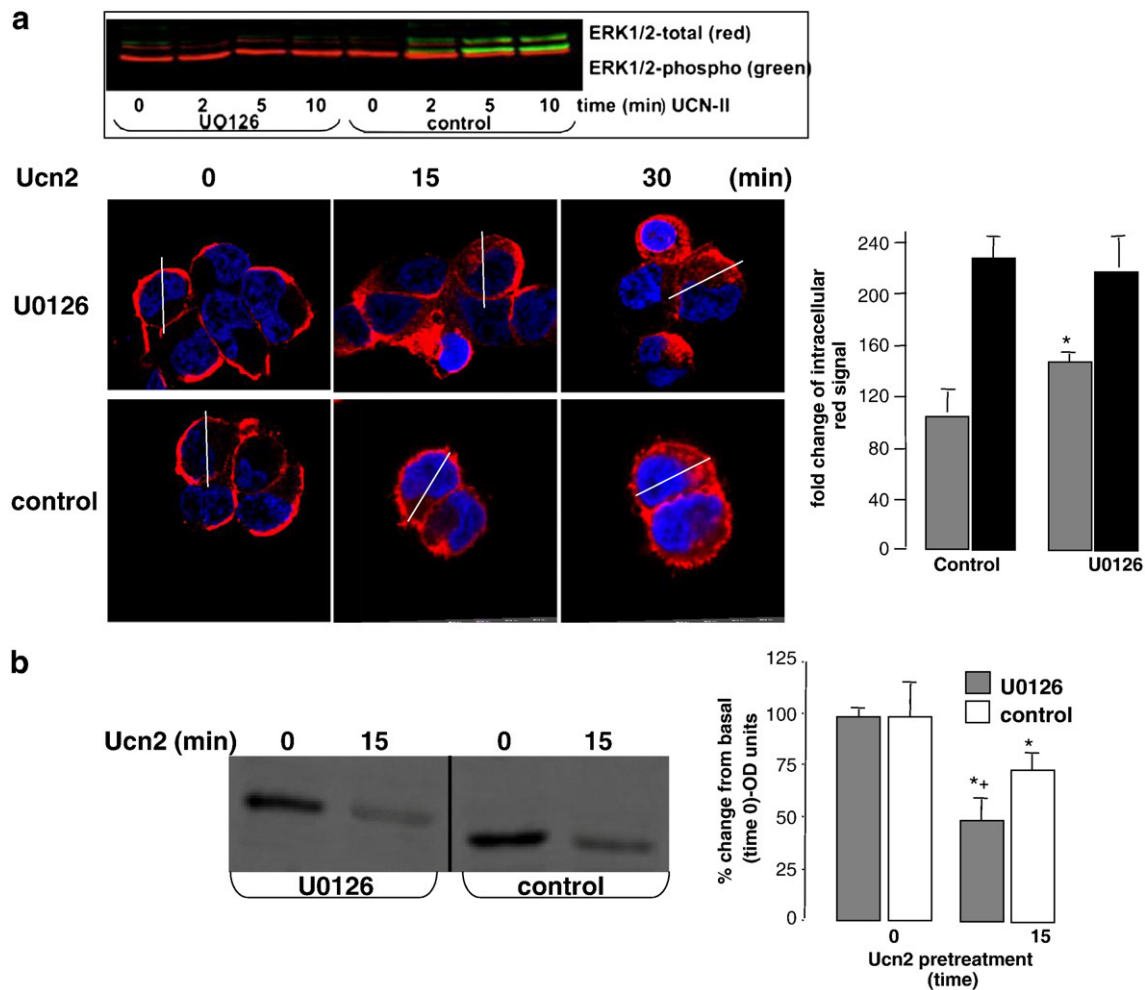 a
ERK1/2-total (red)
ERK1/2-phospho (green)
0 2 5 10 0 2 5 10 time (min) UCN-II
UO126 control
Ucn2 0 15 30 (min)
U0126
control
fold change of intracellular
red signal
240
200
160
120
80
40
0
*
Control U0126
b
Ucn2 (min) 0 15 0 15
U0126 control
% change from basal
(time 0)-OD units
125
100
75
50
25
0
U0126
control
*+
*
0 15
Ucn2 pretreatment
(time)